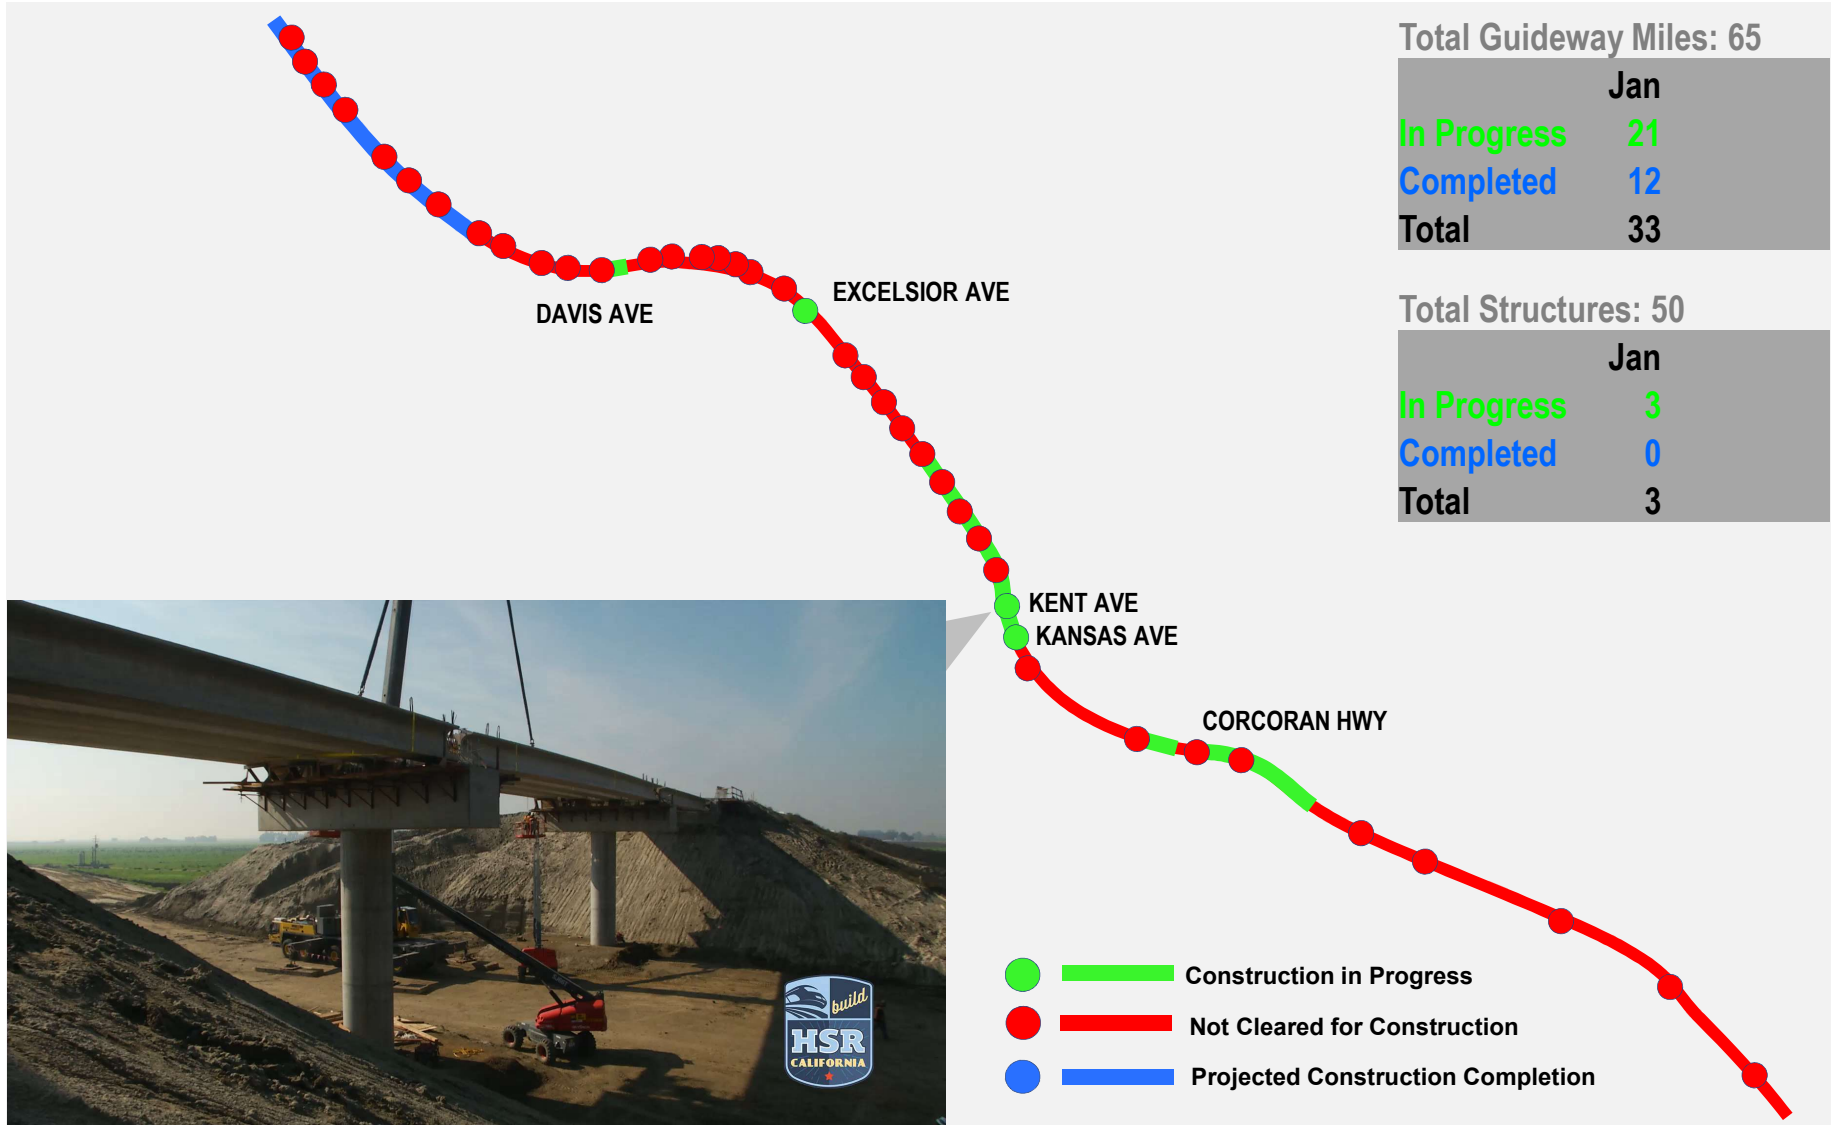 Total Guideway Miles: 65
Jan
In Progress 21
Completed 12
Total 33
Total Structures: 50
Jan
In Progress 3
Completed 0
Total 3
EXCELSIOR AVE
DAVIS AVE
KENT AVE
KANSAS AVE
CORCORAN HWY
Construction in Progress
Not Cleared for Construction
Projected Construction Completion
build
HSR
CALIFORNIA